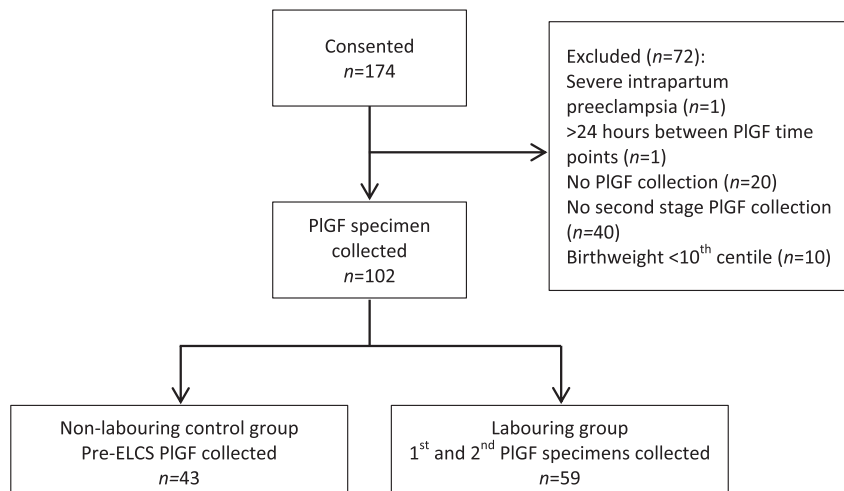 Consented
n=174
Excluded (n=72):
Severe intrapartum
preeclampsia (n=1)
>24 hours between PlGF time
points (n=1)
No PlGF collection (n=20)
No second stage PlGF collection
(n=40)
Birthweight <10th centile (n=10)
PlGF specimen
collected
n=102
Non-labouring control group
Pre-ELCS PlGF collected
n=43
Labouring group
1st and 2nd PlGF specimens collected
n=59